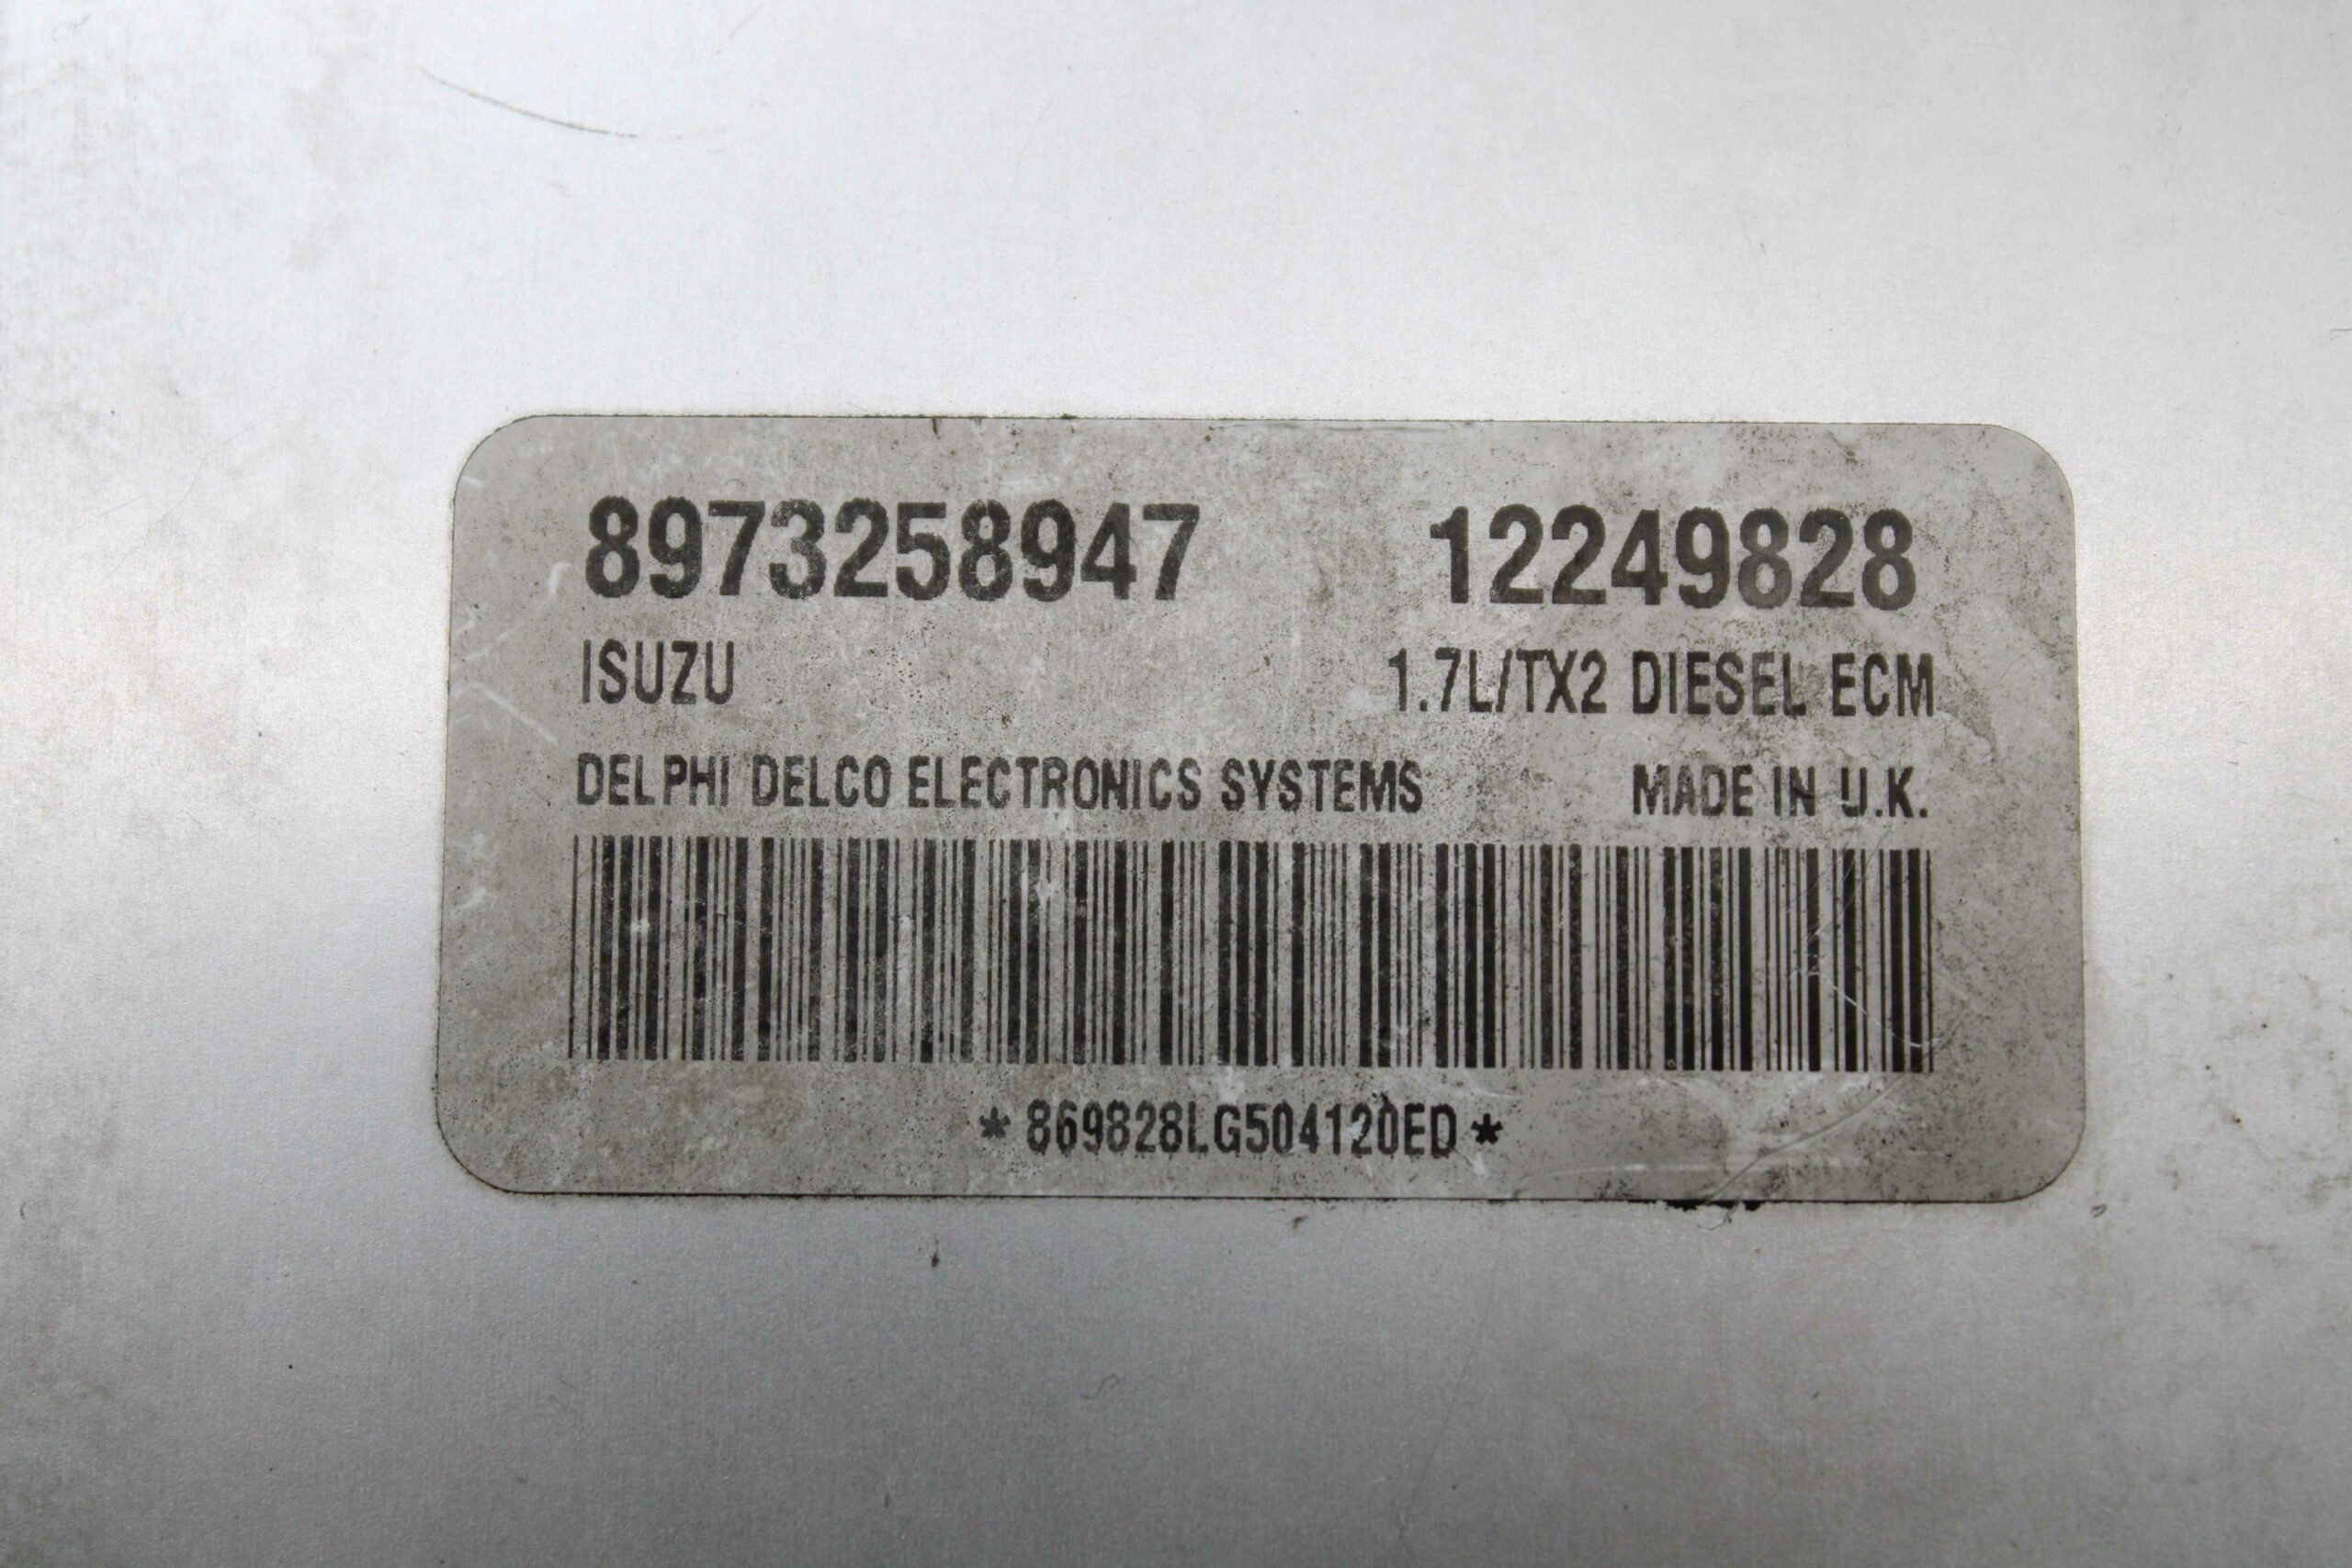 8973258947 12249828
ISUZU 1.7L/TX2 DIESEL ECM
DELPHI DELCO ELECTRONICS SYSTEMS MADE IN U.K.
* 869828LG504120ED *